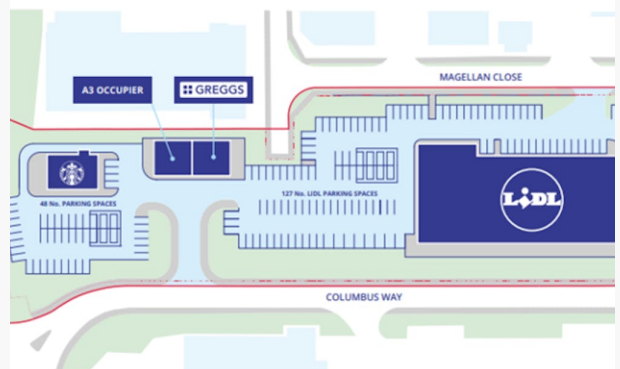 MAGELLAN CLOSE
A3 OCCUPIER
GREGGS
48 No. PARKING SPACES
127 No. LIDL PARKING SPACES
LIDL
COLUMBUS WAY